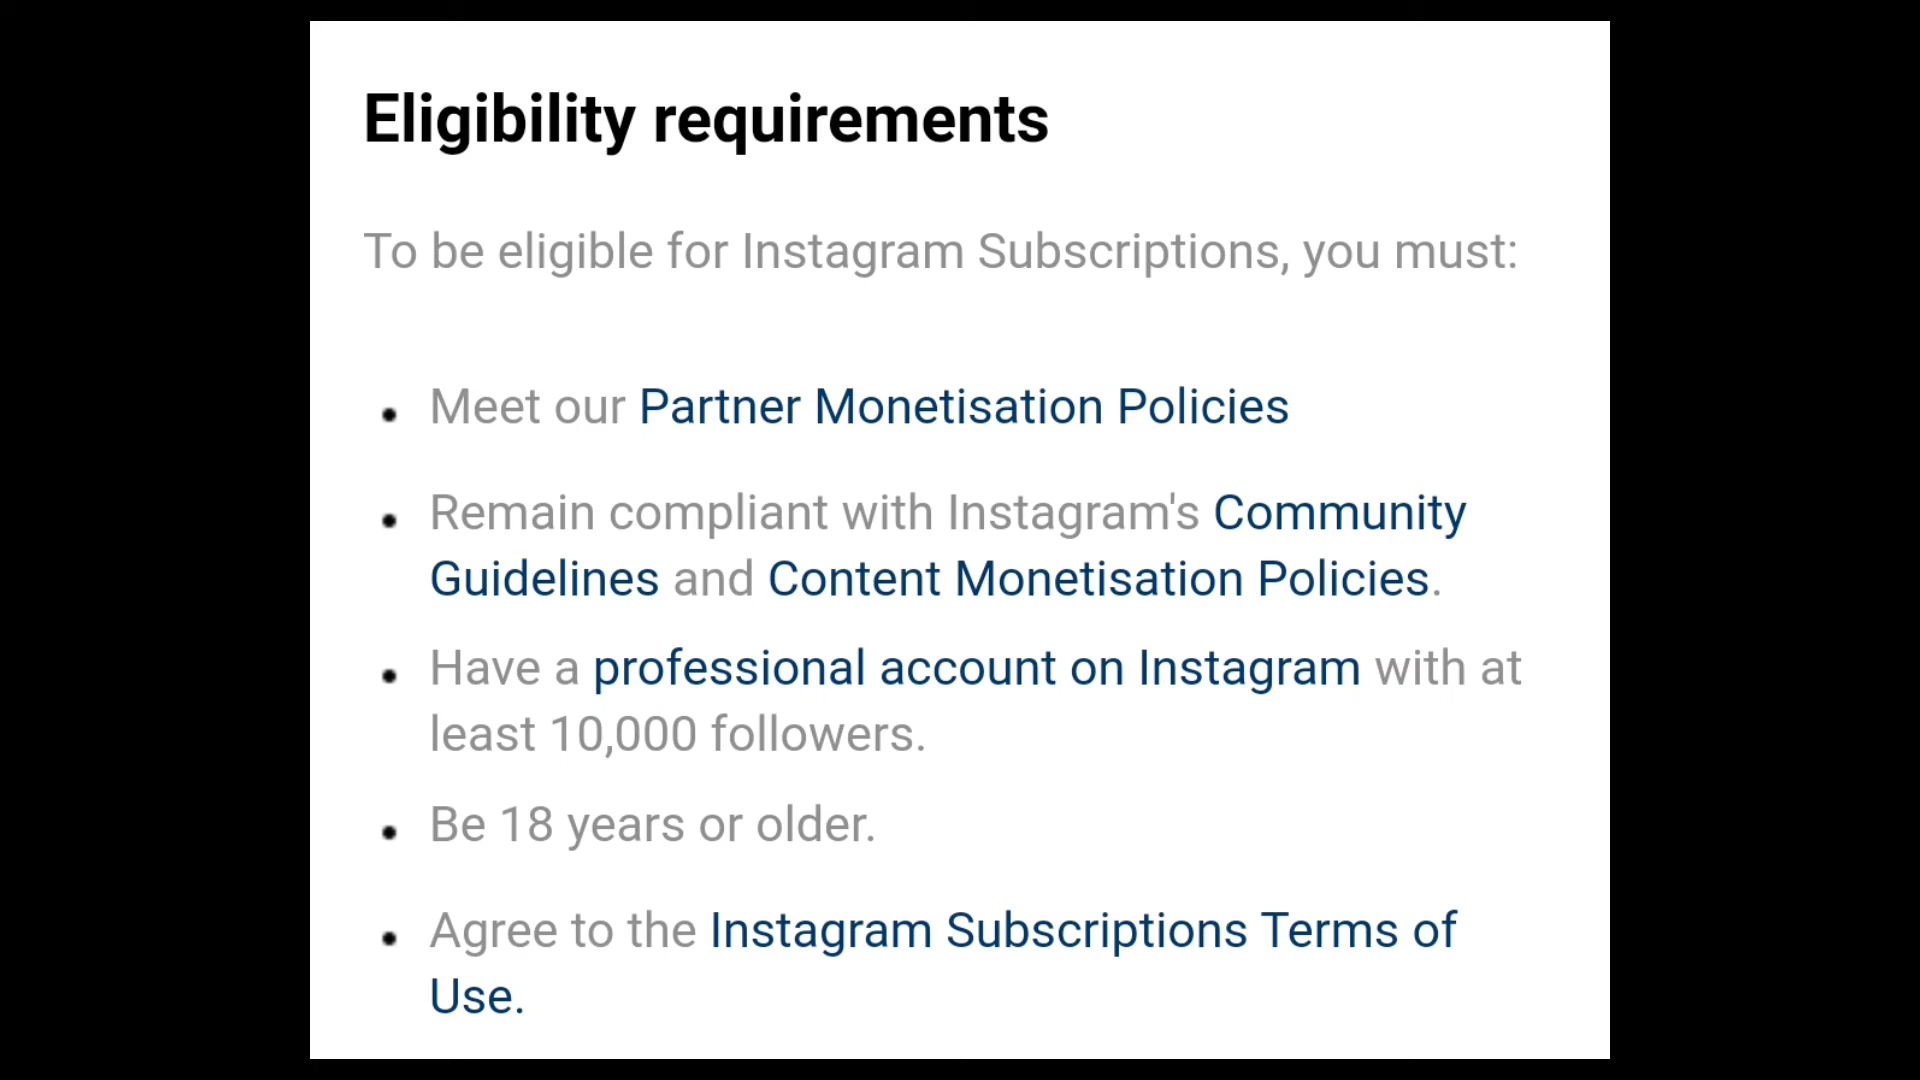 Eligibility requirements
To be eligible for Instagram Subscriptions, you must:
• Meet our Partner Monetisation Policies
• Remain compliant with Instagram's Community
Guidelines and Content Monetisation Policies.
• Have a professional account on Instagram with at
least 10,000 followers.
• Be 18 years or older.
• Agree to the Instagram Subscriptions Terms of
Use.